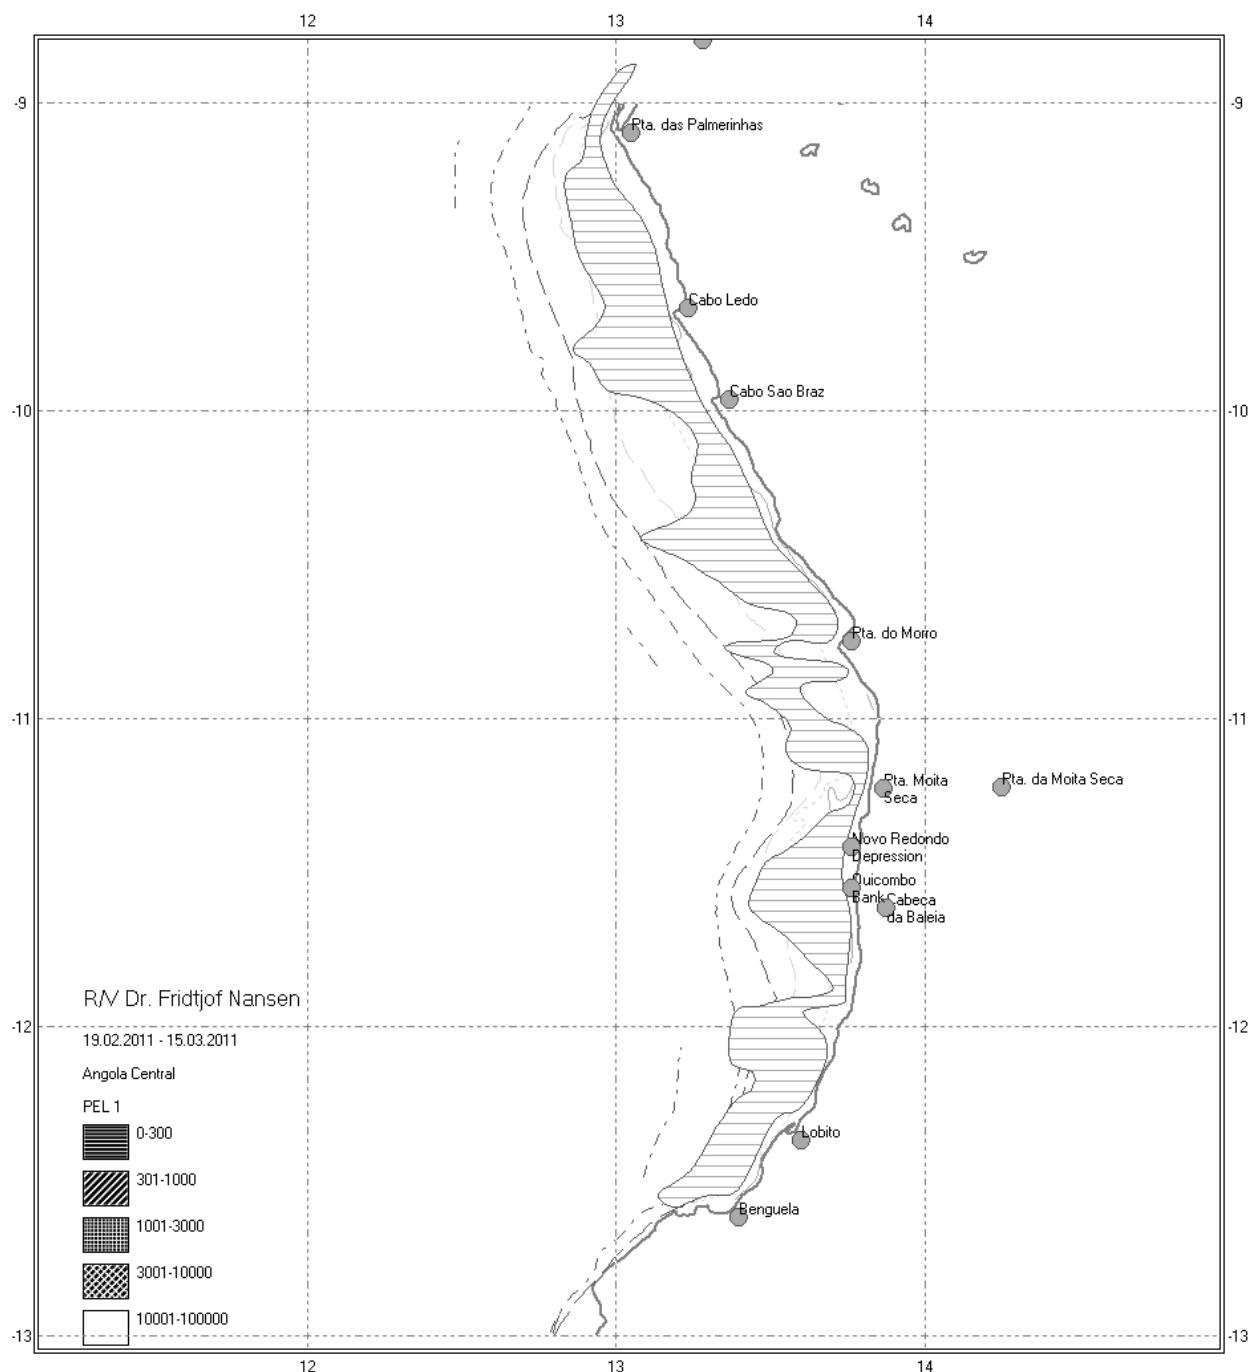 12 13 14
-9 -9
Pta. das Palmerinhas
Cabo Ledo
Cabo Sao Braz
-10 -10
Pta. do Morro
-11 -11
Pta. Moita
Seca
Pta. da Moita Seca
Novo Redondo
Depression
Quicombo
Bank
Cabeca
da Baleia
R/V Dr. Fridtjof Nansen
-12 -12
19.02.2011 - 15.03.2011
Angola Central
PEL 1
0-300
Lobito
301-1000
Benguela
1001-3000
3001-10000
10001-100000
-13 -13
12 13 14